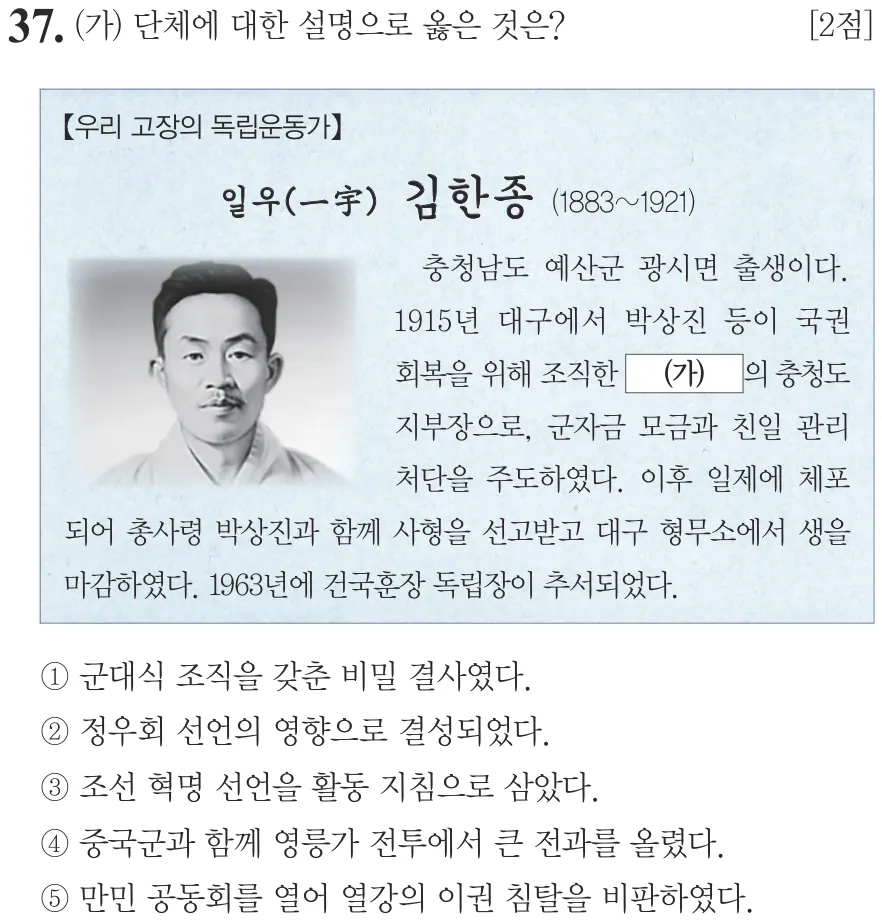 37. (가) 단체에 대한 설명으로 옳은 것은? [2점]
【우리 고장의 독립운동가】
일우(一宇) 김한종 (1883~1921)
충청남도 예산군 광시면 출생이다.
1915년 대구에서 박상진 등이 국권
회복을 위해 조직한 (가) 의 충청도
지부장으로, 군자금 모금과 친일 관리
처단을 주도하였다. 이후 일제에 체포
되어 총사령 박상진과 함께 사형을 선고받고 대구 형무소에서 생을
마감하였다. 1963년에 건국훈장 독립장이 추서되었다.
① 군대식 조직을 갖춘 비밀 결사였다.
② 정우회 선언의 영향으로 결성되었다.
③ 조선 혁명 선언을 활동 지침으로 삼았다.
④ 중국군과 함께 영릉가 전투에서 큰 전과를 올렸다.
⑤ 만민 공동회를 열어 열강의 이권 침탈을 비판하였다.